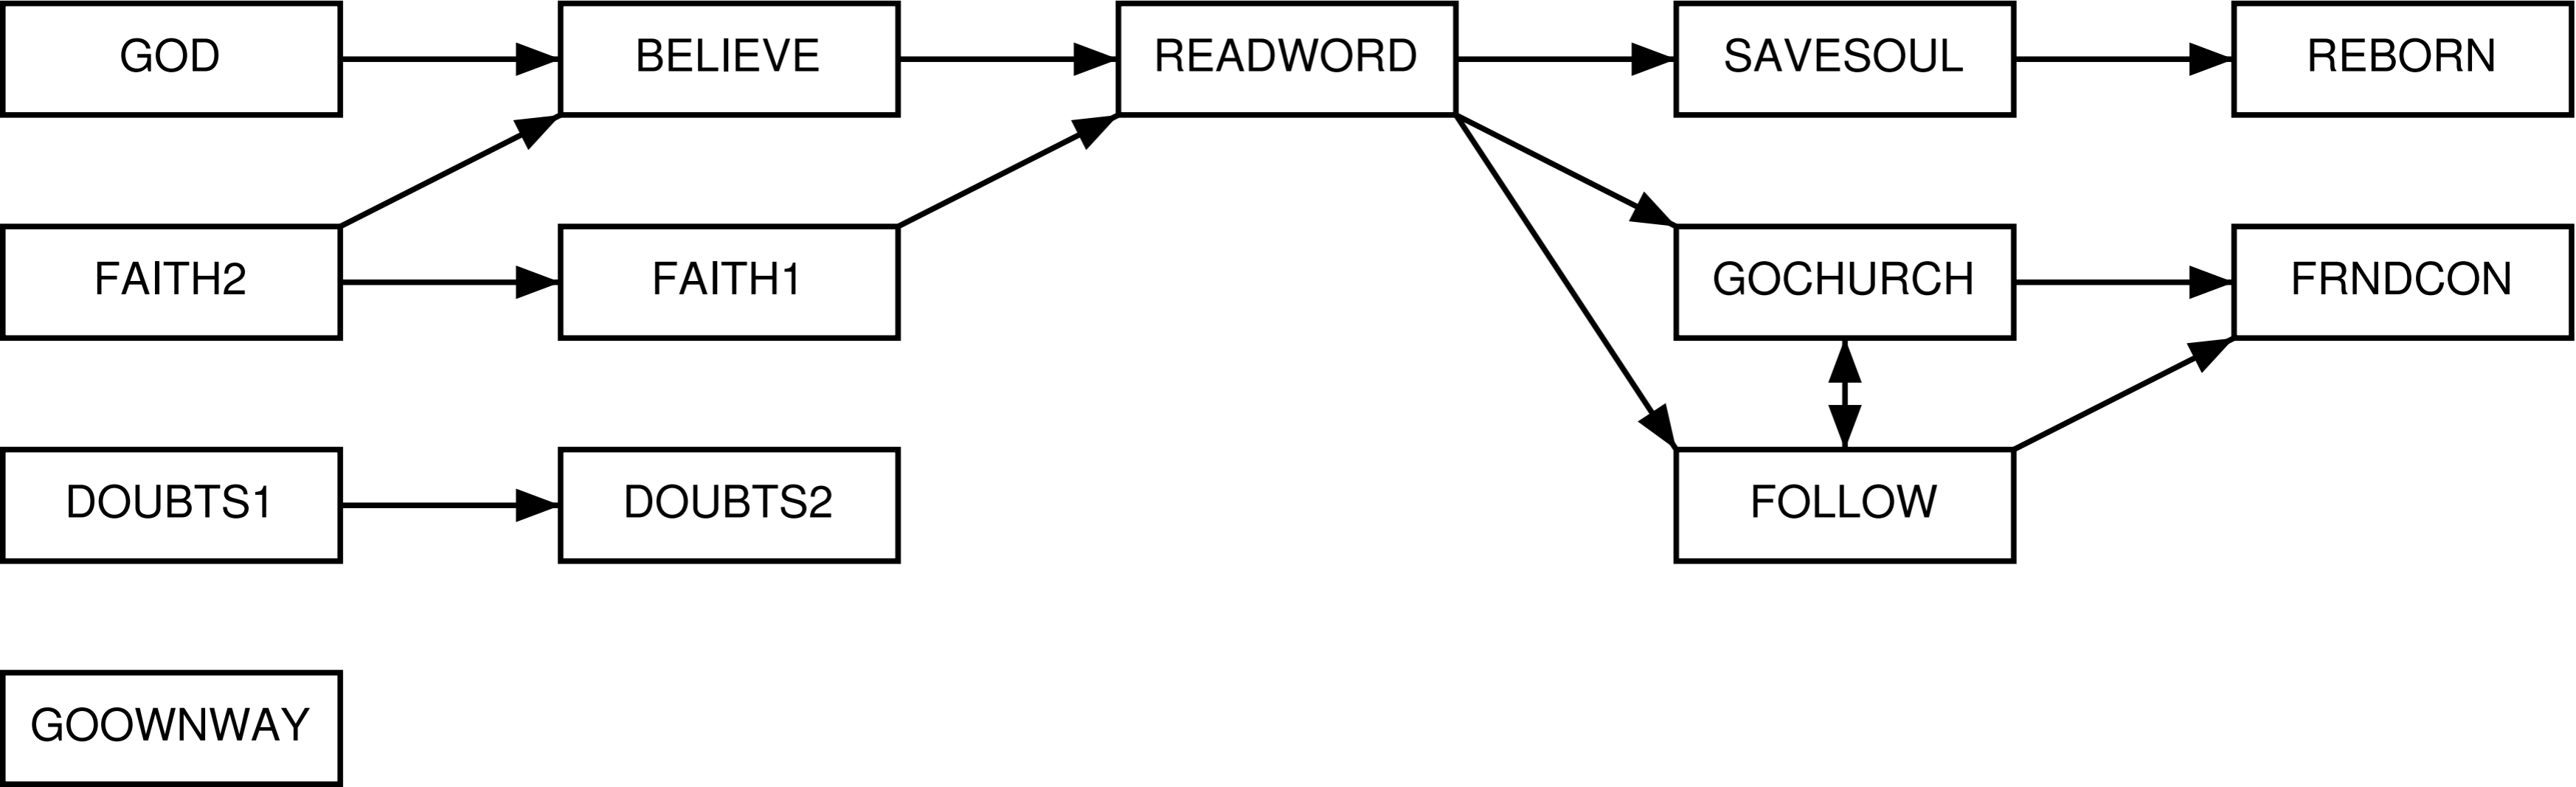 GOD
BELIEVE
READWORD
SAVESOUL
REBORN
FAITH2
FAITH1
GOCHURCH
FRNDCON
DOUBTS1
DOUBTS2
FOLLOW
GOOWNWAY